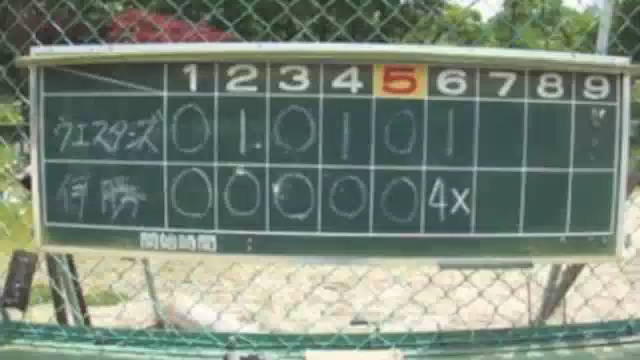 1 2 3 4 5 6 7 8 9
ウエスターズ 0 1 0 1 0 1
何勝 0 0 0 0 0 4x
開始時間 :